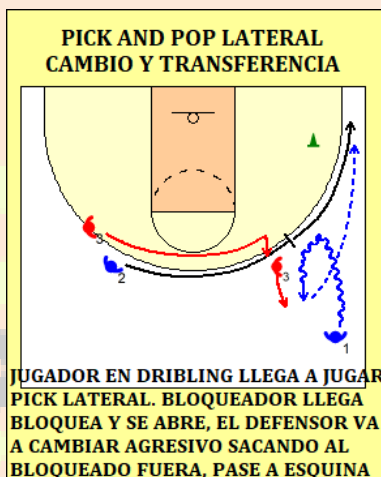 PICK AND POP LATERAL
CAMBIO Y TRANSFERENCIA
3
2
3
1
JUGADOR EN DRIBLING LLEGA A JUGAR
PICK LATERAL. BLOQUEADOR LLEGA
BLOQUEA Y SE ABRE, EL DEFENSOR VA
A CAMBIAR AGRESIVO SACANDO AL
BLOQUEADO FUERA, PASE A ESQUINA